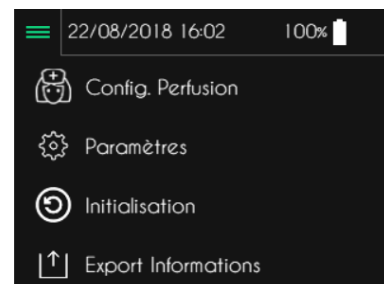 22/08/2018 16:02 100%
Config. Perfusion
Paramètres
Initialisation
Export Informations